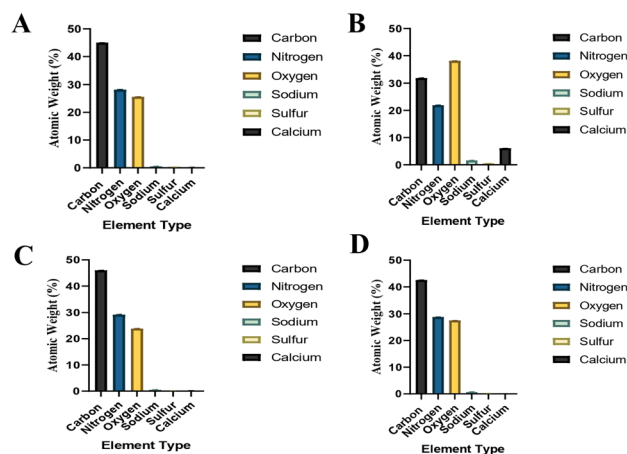 A
Atomic Weight (%)
50
40
30
20
10
0
Carbon
Nitrogen
Oxygen
Sodium
Sulfur
Calcium
Element Type
Carbon
Nitrogen
Oxygen
Sodium
Sulfur
Calcium
B
Atomic Weight (%)
50
40
30
20
10
0
Carbon
Nitrogen
Oxygen
Sodium
Sulfur
Calcium
Element Type
Carbon
Nitrogen
Oxygen
Sodium
Sulfur
Calcium
C
Atomic Weight (%)
50
40
30
20
10
0
Carbon
Nitrogen
Oxygen
Sodium
Sulfur
Calcium
Element Type
Carbon
Nitrogen
Oxygen
Sodium
Sulfur
Calcium
D
Atomic Weight (%)
50
40
30
20
10
0
Carbon
Nitrogen
Oxygen
Sodium
Sulfur
Calcium
Element Type
Carbon
Nitrogen
Oxygen
Sodium
Sulfur
Calcium